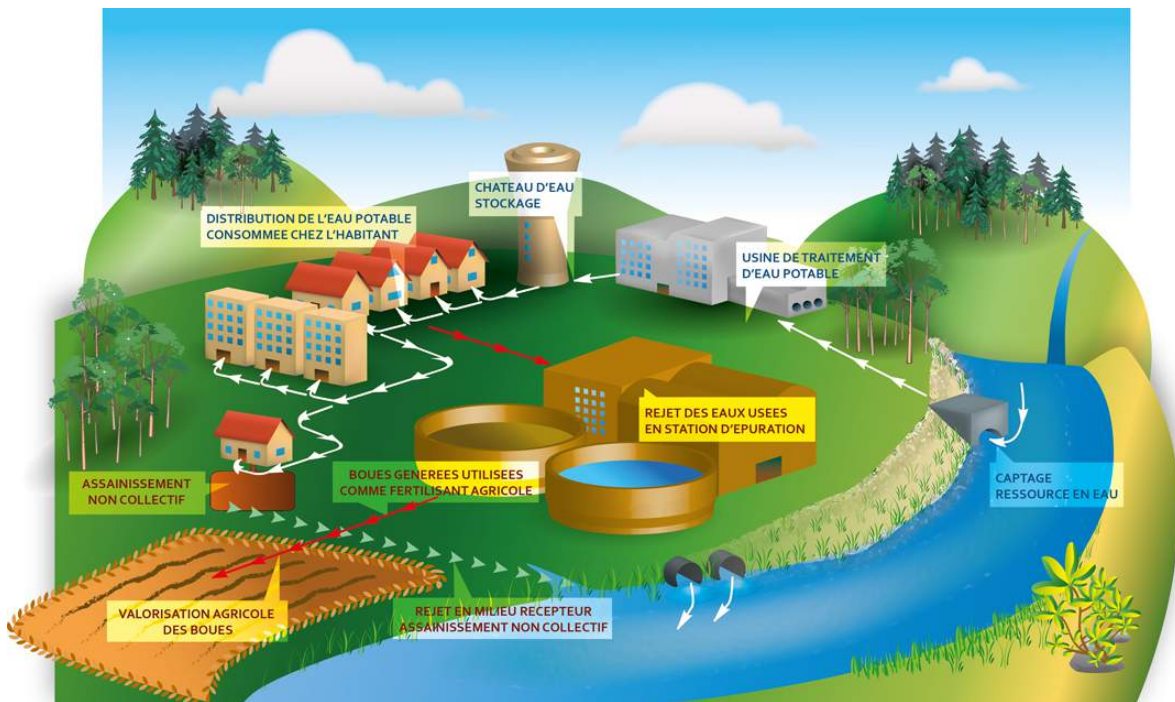 CHATEAU D'EAU
STOCKAGE
DISTRIBUTION DE L'EAU POTABLE
CONSOMMEE CHEZ L'HABITANT
USINE DE TRAITEMENT
D'EAU POTABLE
REJET DES EAUX USEES
EN STATION D'EPURATION
ASSAINISSEMENT
NON COLLECTIF
BOUES GENEREES UTILISEES
COMME FERTILISANT AGRICOLE
CAPTAGE
RESSOURCE EN EAU
VALORISATION AGRICOLE
DES BOUES
REJET EN MILIEU RECEPTEUR
ASSAINISSEMENT NON COLLECTIF